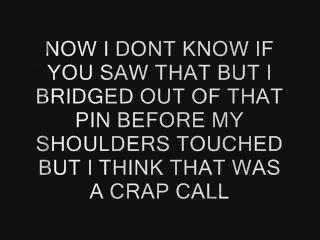 NOW I DONT KNOW IF
YOU SAW THAT BUT I
BRIDGED OUT OF THAT
PIN BEFORE MY
SHOULDERS TOUCHED
BUT I THINK THAT WAS
A CRAP CALL